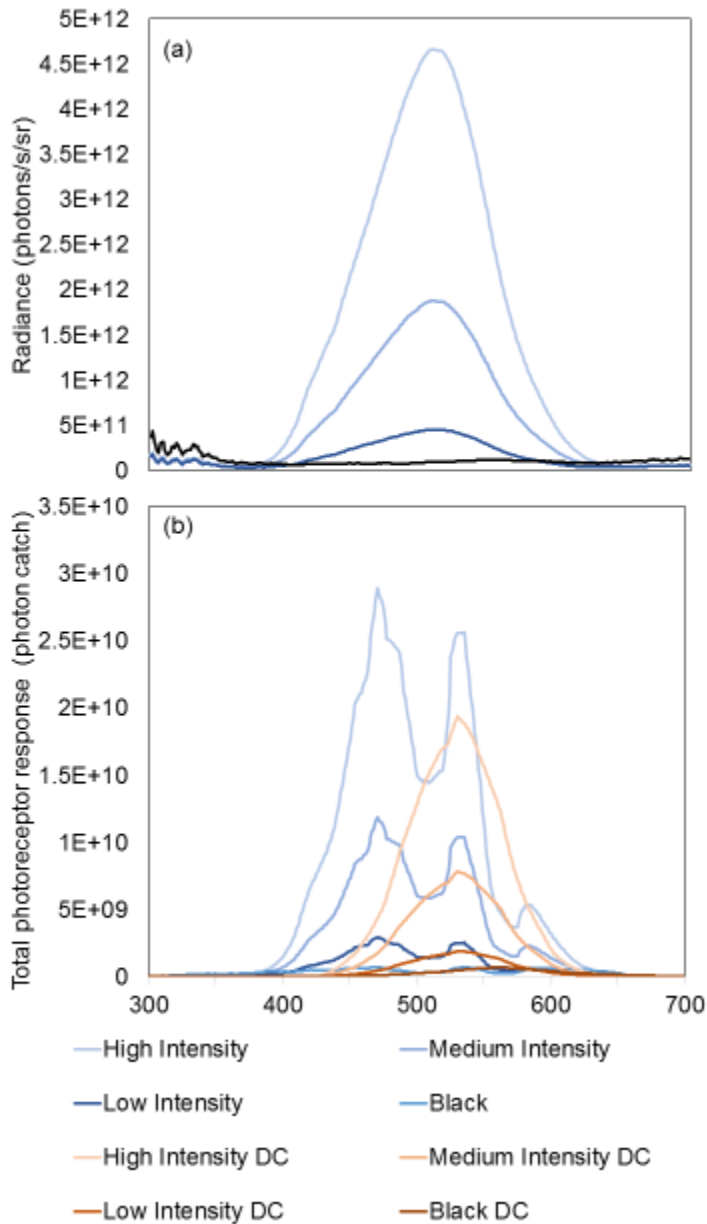 (a)
Radiance (photons/s/sr)
5E+12
4.5E+12
4E+12
3.5E+12
3E+12
2.5E+12
2E+12
1.5E+12
1E+12
5E+11
0
(b)
Total photoreceptor response (photon catch)
3.5E+10
3E+10
2.5E+10
2E+10
1.5E+10
1E+10
5E+09
0
300 400 500 600 700
High Intensity Medium Intensity
Low Intensity Black
High Intensity DC Medium Intensity DC
Low Intensity DC Black DC